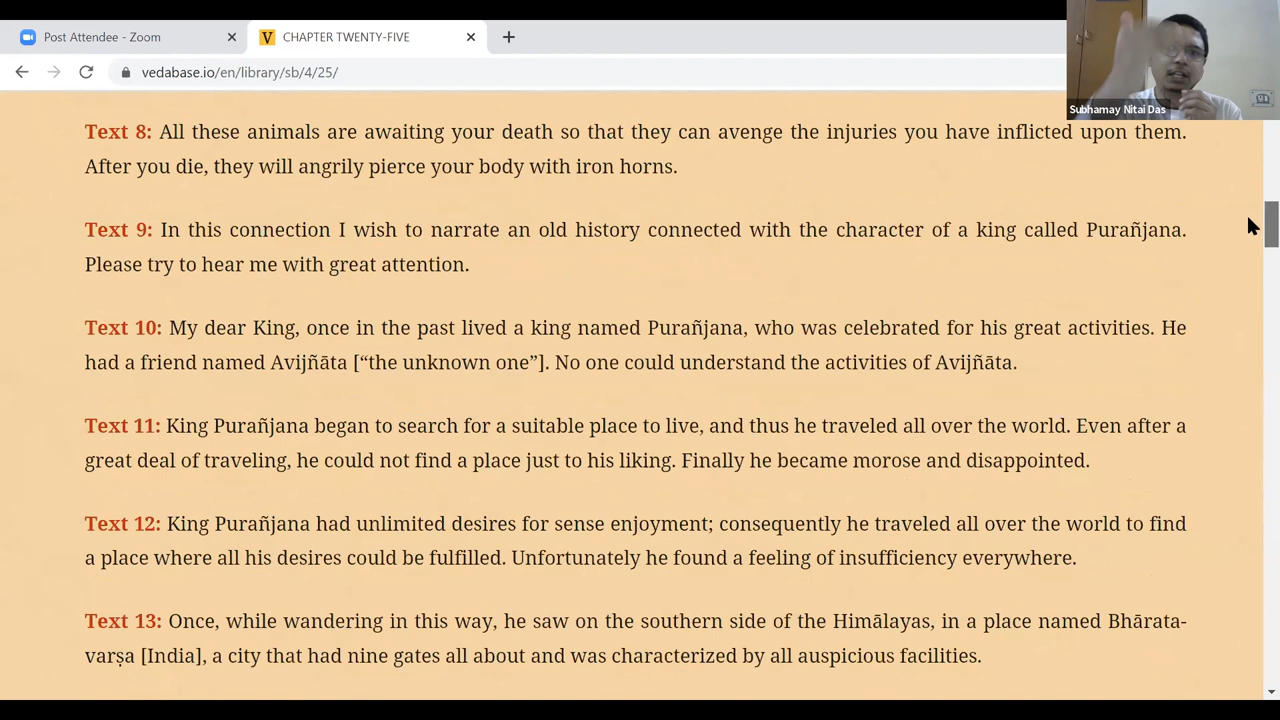 Post Attendee - Zoom
CHAPTER TWENTY-FIVE
vedabase.io/en/library/sb/4/25/
Subhamay Nitai Das
Text 8: All these animals are awaiting your death so that they can avenge the injuries you have inflicted upon them.
After you die, they will angrily pierce your body with iron horns.
Text 9: In this connection I wish to narrate an old history connected with the character of a king called Purañjana.
Please try to hear me with great attention.
Text 10: My dear King, once in the past lived a king named Purañjana, who was celebrated for his great activities. He
had a friend named Avijñāta [“the unknown one”]. No one could understand the activities of Avijñāta.
Text 11: King Purañjana began to search for a suitable place to live, and thus he traveled all over the world. Even after a
great deal of traveling, he could not find a place just to his liking. Finally he became morose and disappointed.
Text 12: King Purañjana had unlimited desires for sense enjoyment; consequently he traveled all over the world to find
a place where all his desires could be fulfilled. Unfortunately he found a feeling of insufficiency everywhere.
Text 13: Once, while wandering in this way, he saw on the southern side of the Himālayas, in a place named Bhārata-
varṣa [India], a city that had nine gates all about and was characterized by all auspicious facilities.